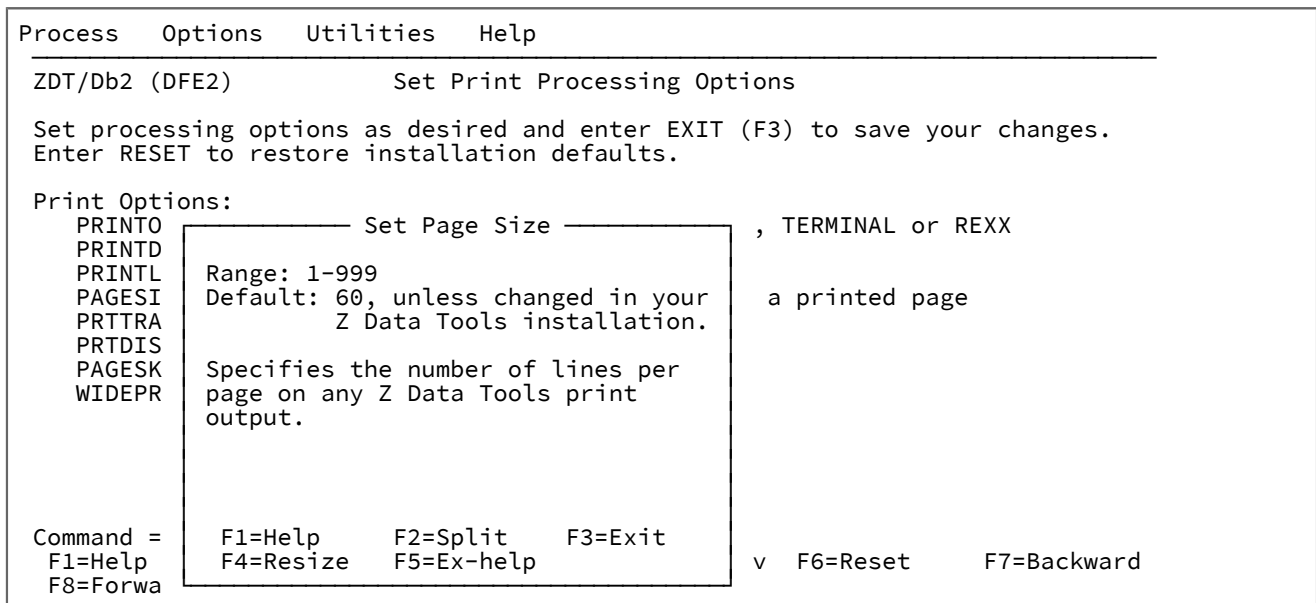 Process   Options   Utilities   Help
ZDT/Db2 (DFE2)           Set Print Processing Options
Set processing options as desired and enter EXIT (F3) to save your changes.
Enter RESET to restore installation defaults.
Print Options:
PRINTO   Set Page Size   , TERMINAL or REXX
PRINTD
PRINTL   Range: 1-999
PAGESI   Default: 60, unless changed in your   a printed page
PRTTRA            Z Data Tools installation.
PRTDIS
PAGESK   Specifies the number of lines per
WIDEPR   page on any Z Data Tools print
output.
Command =   F1=Help     F2=Split    F3=Exit
F1=Help     F4=Resize   F5=Ex-help   v  F6=Reset     F7=Backward
F8=Forwa